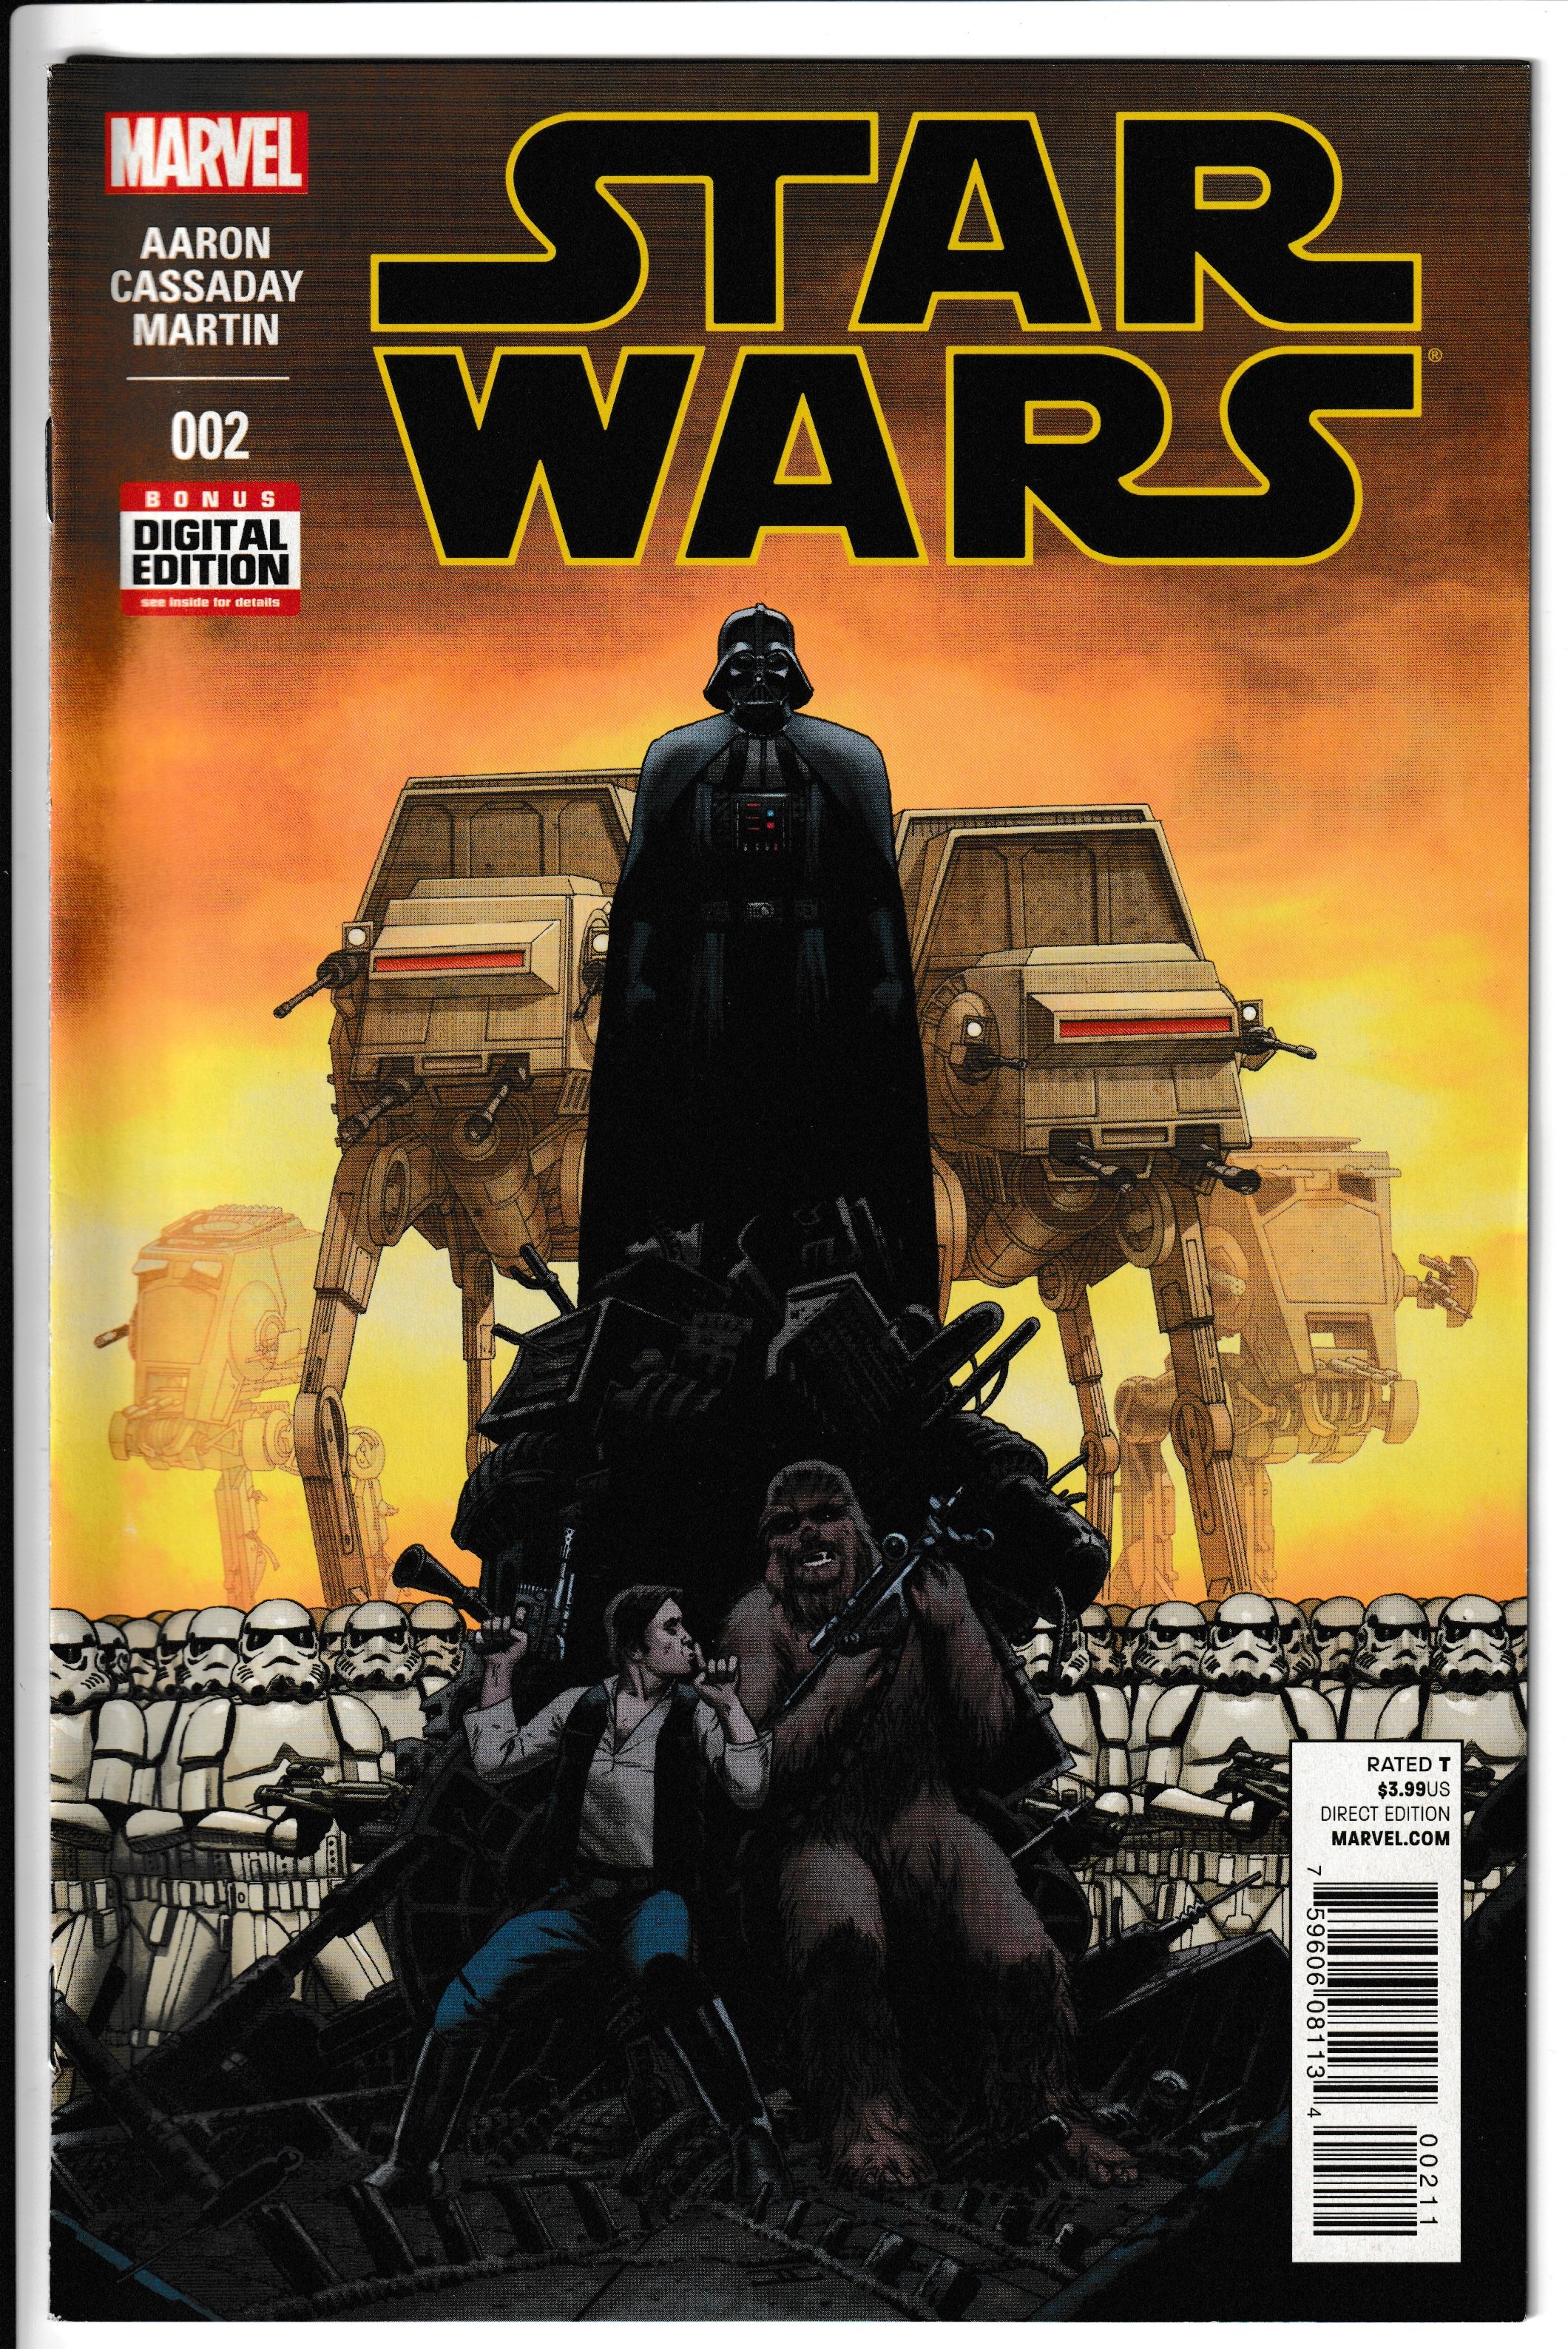 MARVEL
AARON
CASSADAY
MARTIN
002
BONUS
DIGITAL
EDITION
see inside for details
STAR
WARS®
RATED T
$3.99US
DIRECT EDITION
MARVEL.COM
7 59606 08113 4
00211